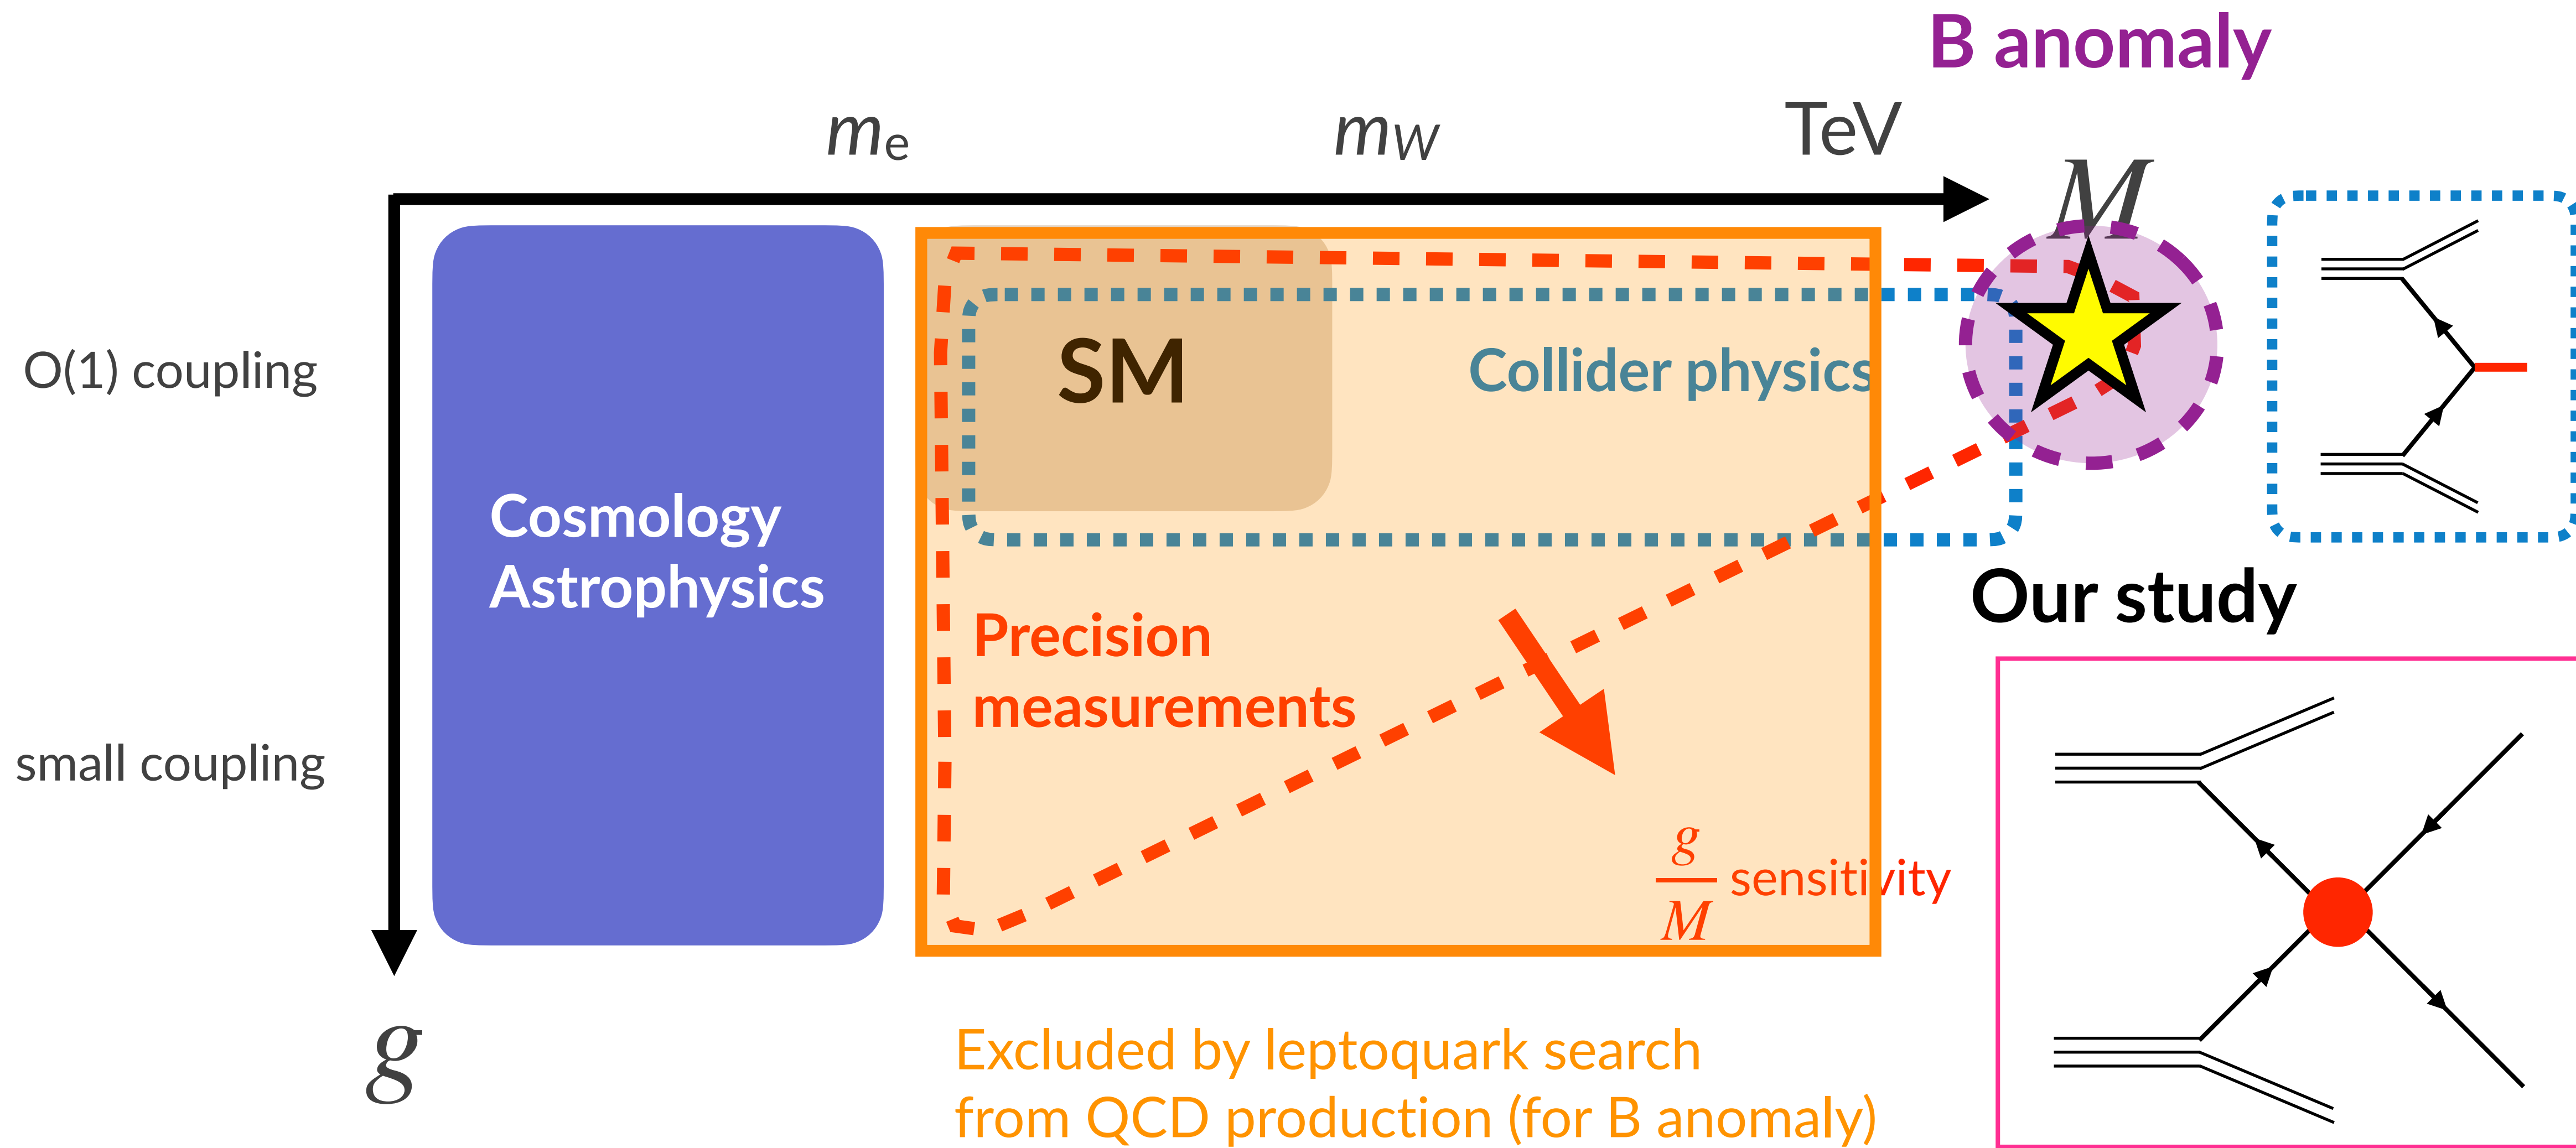 B anomaly
me
mW
TeV
M
O(1) coupling
SM
Collider physics
Cosmology
Astrophysics
Our study
Precision
measurements
small coupling
g
M
sensitivity
g
Excluded by leptoquark search
from QCD production (for B anomaly)